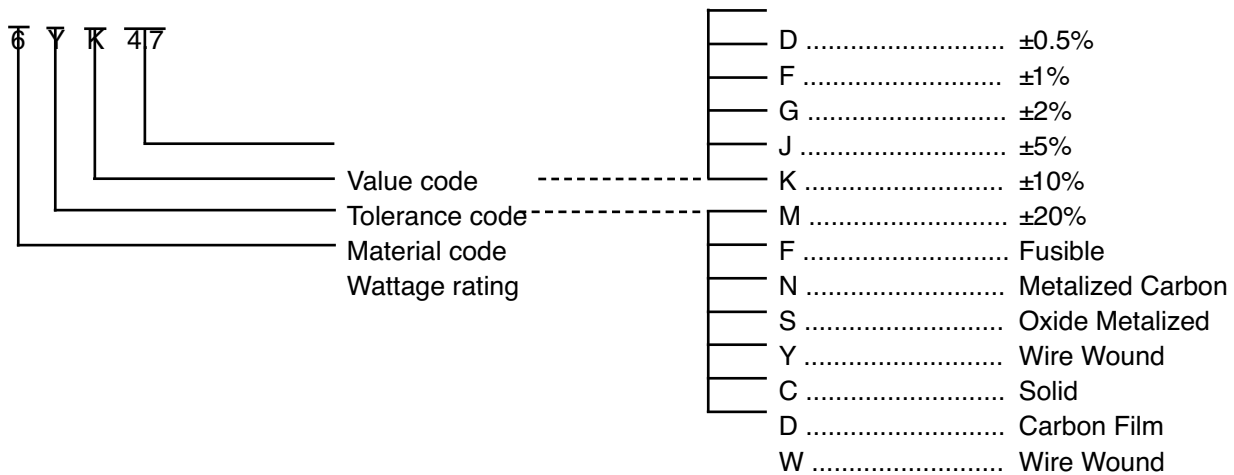 6 Y K 4.7
D ............................ ±0.5%
F ............................ ±1%
G ............................ ±2%
J ............................ ±5%
Value code
K ............................ ±10%
Tolerance code
M ............................ ±20%
Material code
F ............................ Fusible
Wattage rating
N ............................ Metalized Carbon
S ............................ Oxide Metalized
Y ............................ Wire Wound
C ............................ Solid
D ............................ Carbon Film
W ............................ Wire Wound